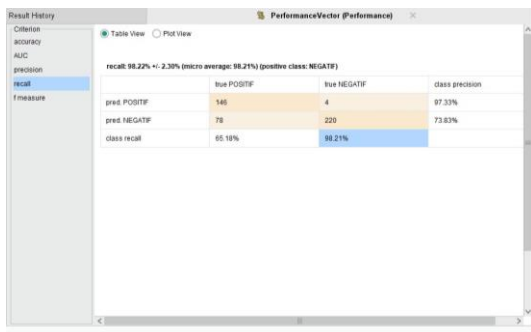 Result History
PerformanceVector (Performance)
Criterion
accuracy
AUC
precision
recall
f measure
Table View Plot View
recall: 98.22% +/- 2.30% (micro average: 98.21%) (positive class: NEGATIF)
true POSITIF true NEGATIF class precision
pred. POSITIF 146 4 97.33%
pred. NEGATIF 78 220 73.83%
class recall 65.18% 98.21%